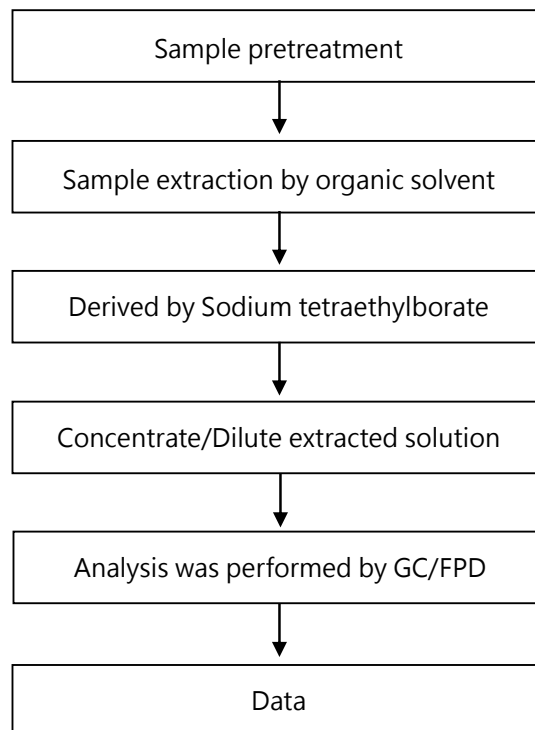 Sample pretreatment
Sample extraction by organic solvent
Derived by Sodium tetraethylborate
Concentrate/Dilute extracted solution
Analysis was performed by GC/FPD
Data